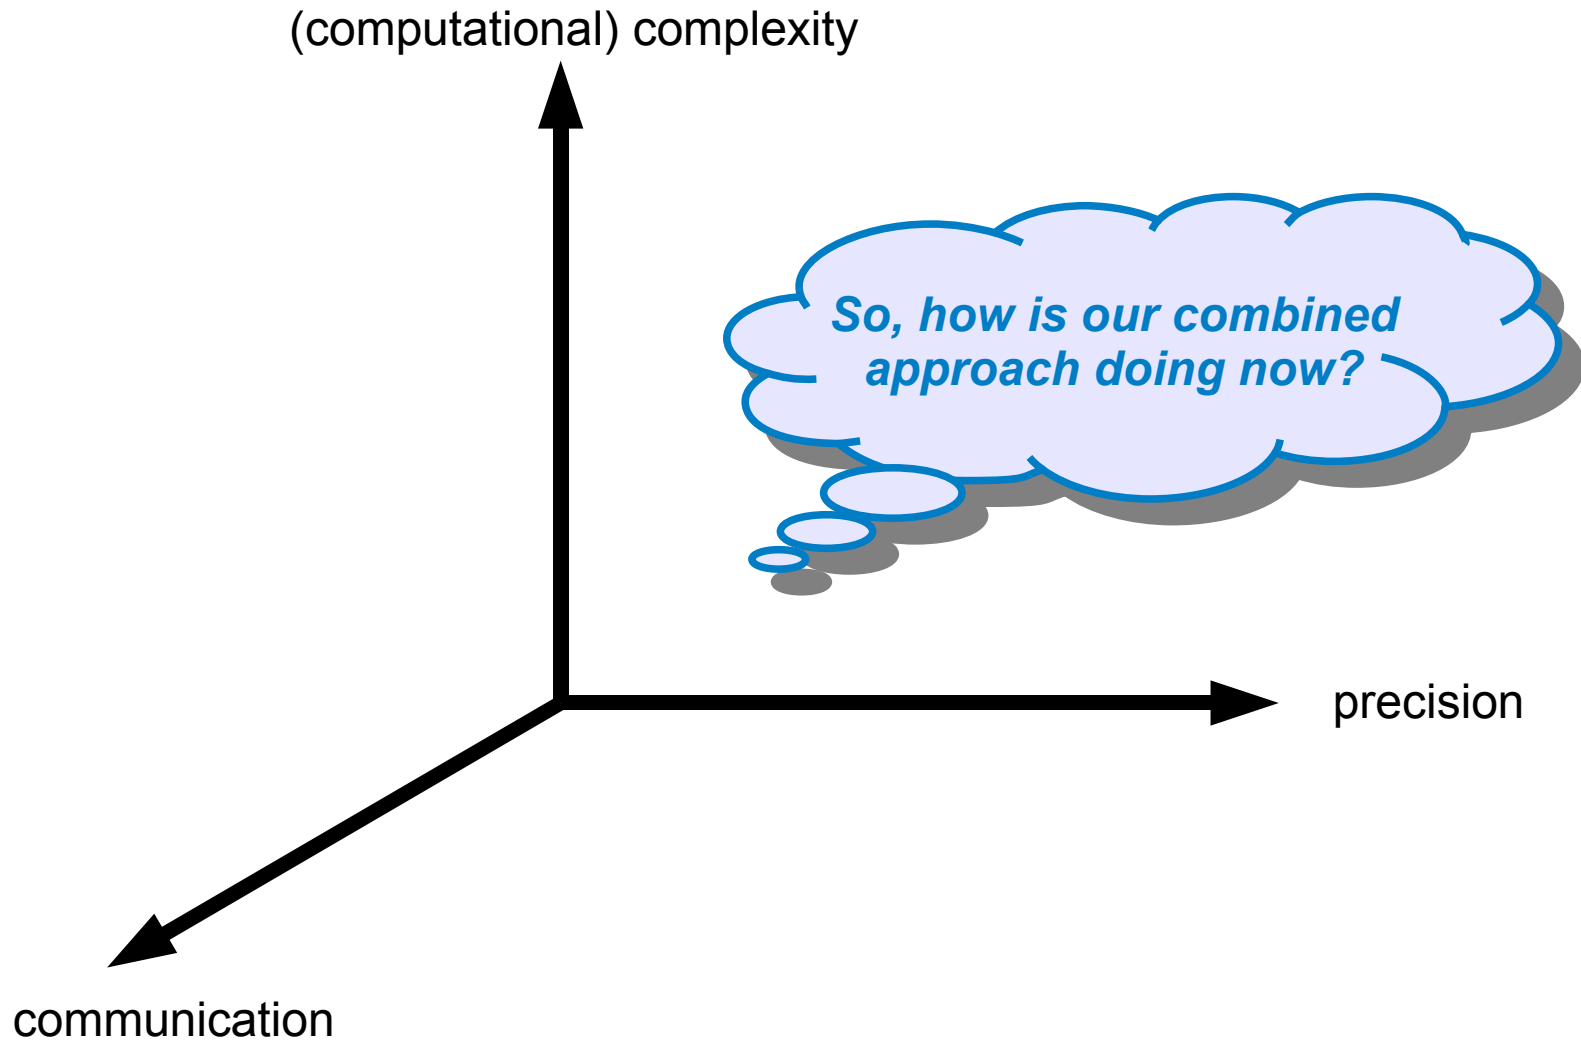 (computational) complexity
So, how is our combined
approach doing now?
precision
communication